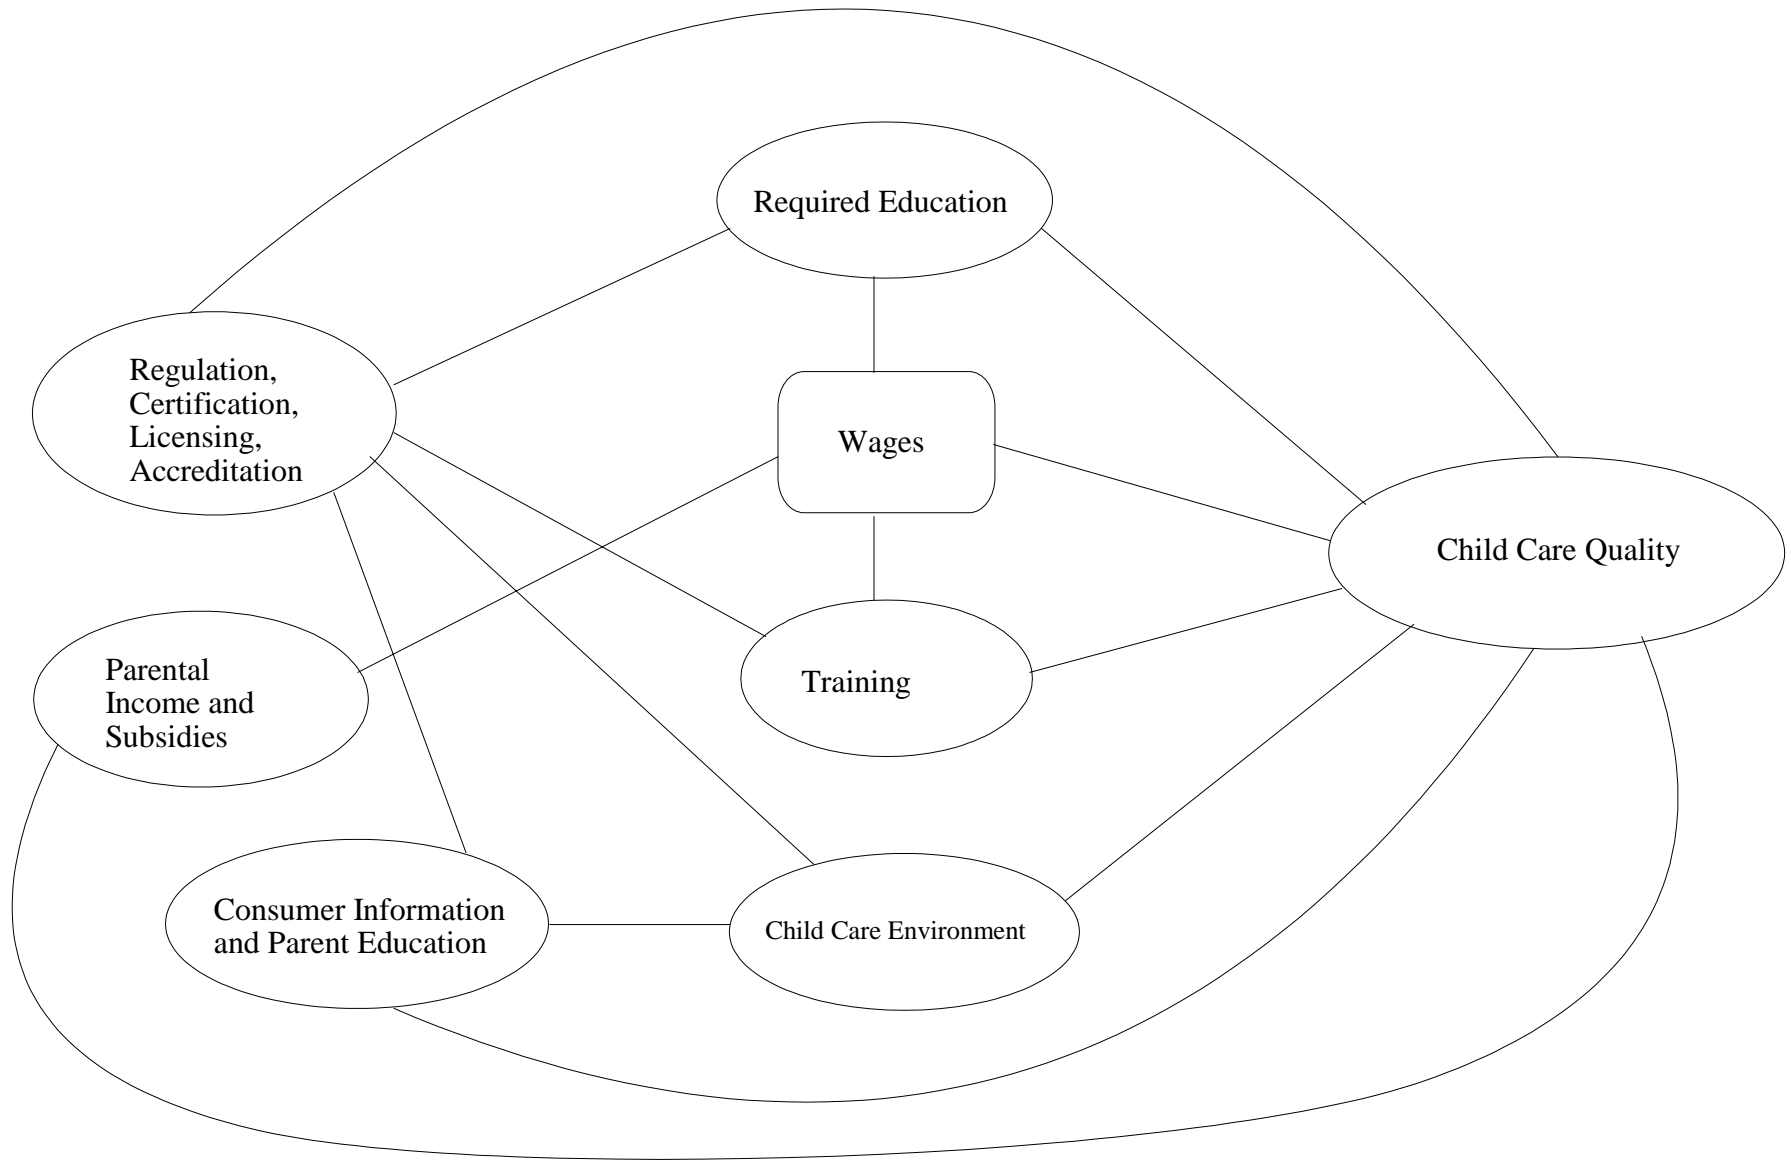 Required Education
Regulation,
Certification,
Licensing,
Accreditation
Wages
Child Care Quality
Parental
Income and
Subsidies
Training
Consumer Information
and Parent Education
Child Care Environment